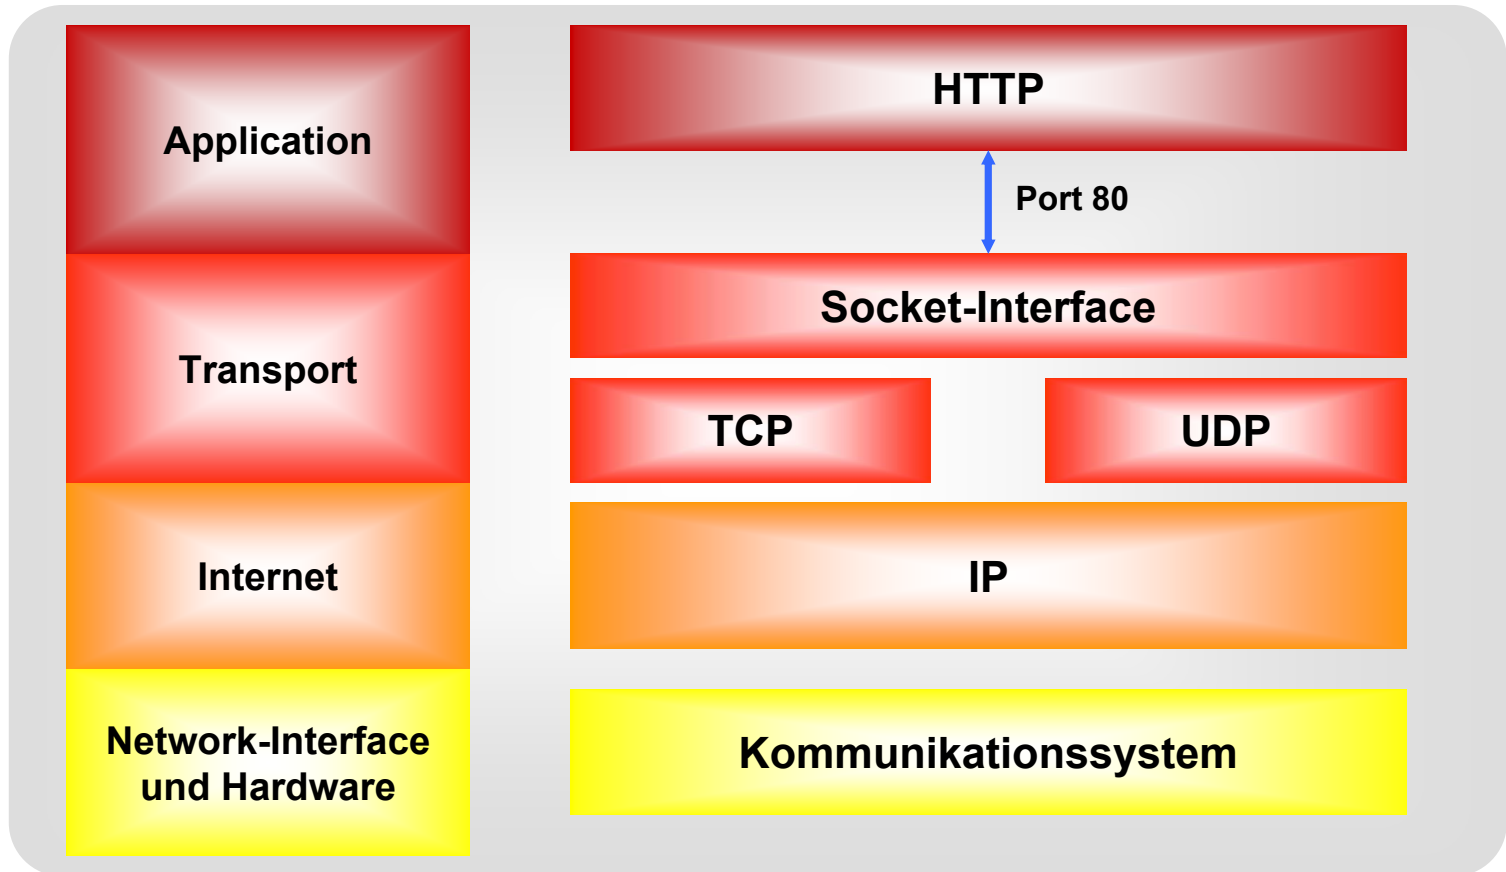 Application
HTTP
Port 80
Transport
Socket-Interface
TCP
UDP
Internet
IP
Network-Interface
und Hardware
Kommunikationssystem